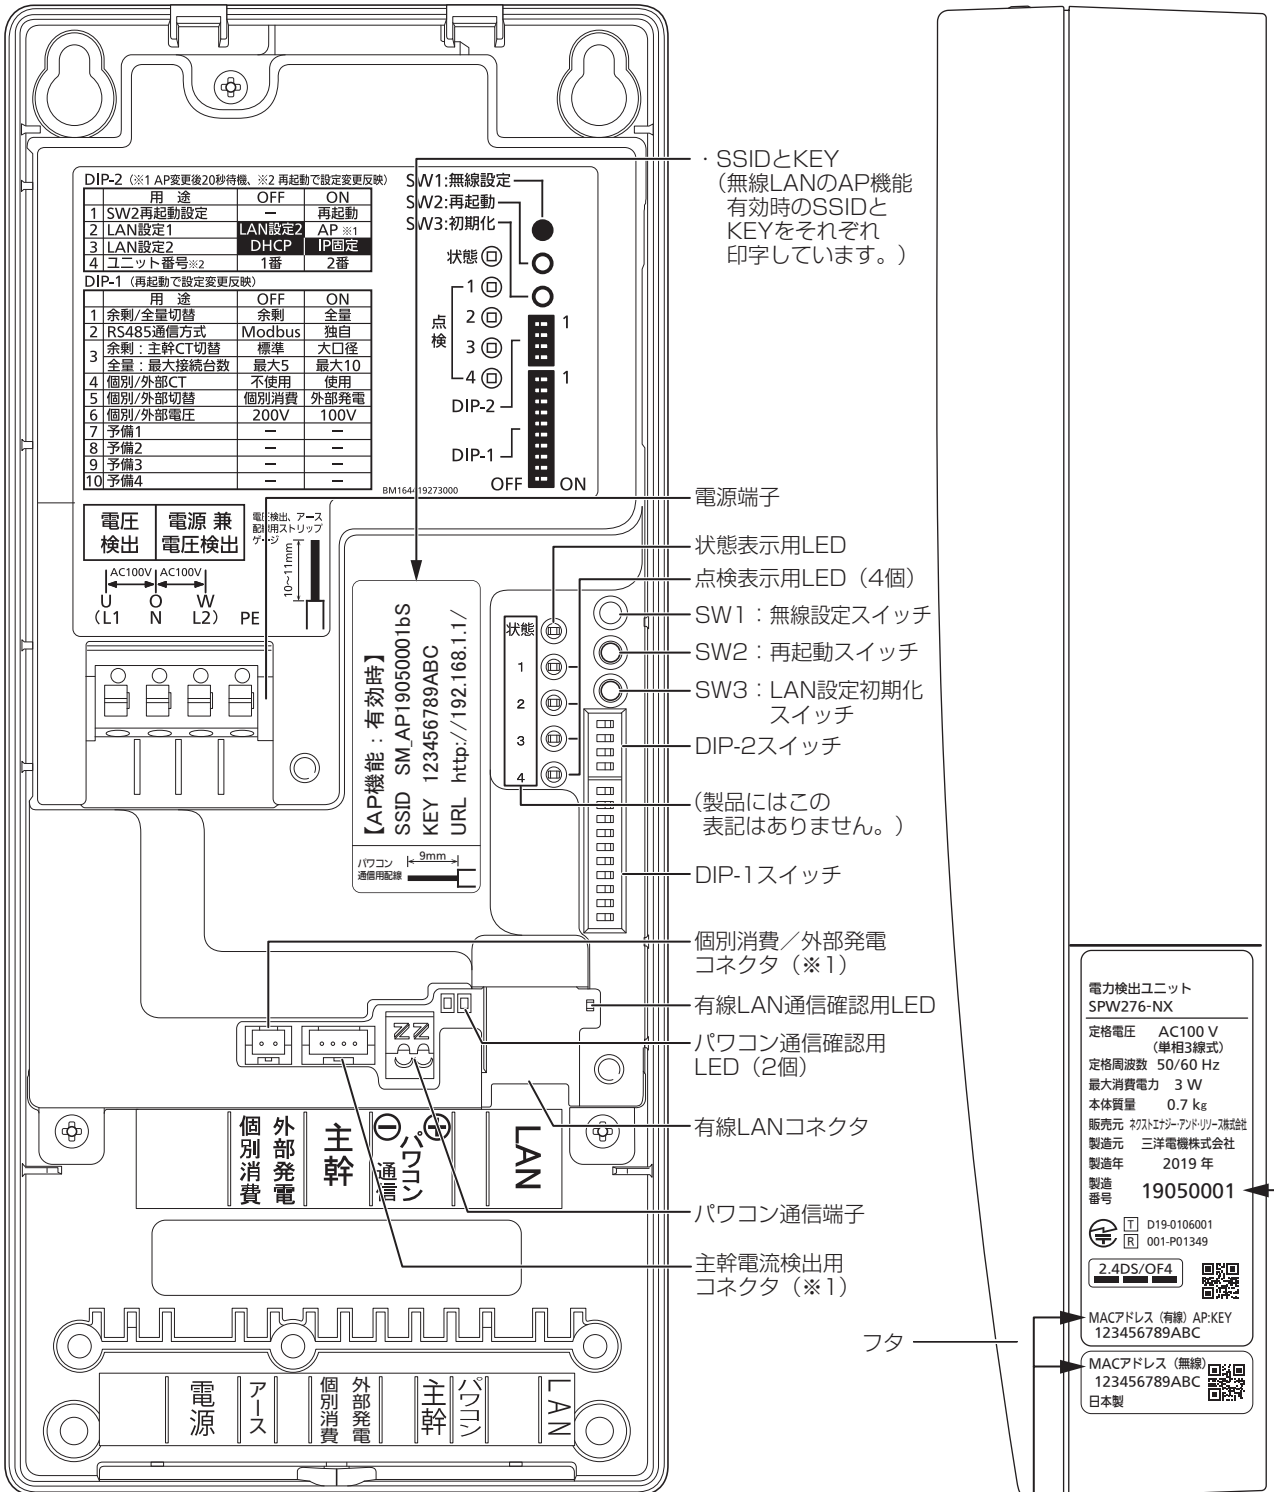 DIP-2（※1 AP変更後20秒待機、※2 再起動で設定変更反映）
用　途 OFF ON
1 SW2再起動設定 － 再起動
2 LAN設定1 LAN設定2 AP ※1
3 LAN設定2 DHCP IP固定
4 ユニット番号※2 1番 2番
DIP-1（再起動で設定変更反映）
用　途 OFF ON
1 余剰/全量切替 余剰 全量
2 RS485通信方式 Modbus 独自
3 余剰：主幹CT切替 標準 大口径
全量：最大接続台数 最大5 最大10
4 個別/外部CT 不使用 使用
5 個別/外部切替 個別消費 外部発電
6 個別/外部電圧 200V 100V
7 予備1 － －
8 予備2 － －
9 予備3 － －
10 予備4 － －
BM164419273000
SW1:無線設定
SW2:再起動
SW3:初期化
状態
点検
1
2
3
4
1
1
DIP-2
DIP-1
OFF ON
電圧検出
電源 兼電圧検出
AC100V AC100V
U O W
(L1 N L2) PE
電圧検出、アース
配線用ストリップ
ゲージ
10～11mm
【AP機能：有効時】
SSID SM_AP19050001bS
KEY 123456789ABC
URL http://192.168.1.1/
パワコン
通信用配線
9mm
状態
1
2
3
4
・SSIDとKEY
（無線LANのAP機能
有効時のSSIDと
KEYをそれぞれ
印字しています。）
電源端子
状態表示用LED
点検表示用LED（4個）
SW1：無線設定スイッチ
SW2：再起動スイッチ
SW3：LAN設定初期化
スイッチ
DIP-2スイッチ
（製品にはこの
表記はありません。）
DIP-1スイッチ
個別消費／外部発電
コネクタ（※1）
有線LAN通信確認用LED
パワコン通信確認用
LED（2個）
有線LANコネクタ
パワコン通信端子
主幹電流検出用
コネクタ（※1）
個別消費
外部発電
主幹
⊖ ⊕
パワコン
通信
LAN
電源
アース
個別消費
外部発電
主幹
パワコン
LAN
フタ
電力検出ユニット
SPW276-NX
定格電圧 AC100 V
（単相3線式）
定格周波数 50/60 Hz
最大消費電力 3 W
本体質量 0.7 kg
販売元 ネクストエナジー・アンド・リソース株式会社
製造元 三洋電機株式会社
製造年 2019 年
製造番号 19050001
T D19-0106001
R 001-P01349
2.4DS/OF4
MACアドレス（有線）AP:KEY
123456789ABC
MACアドレス（無線）
123456789ABC
日本製